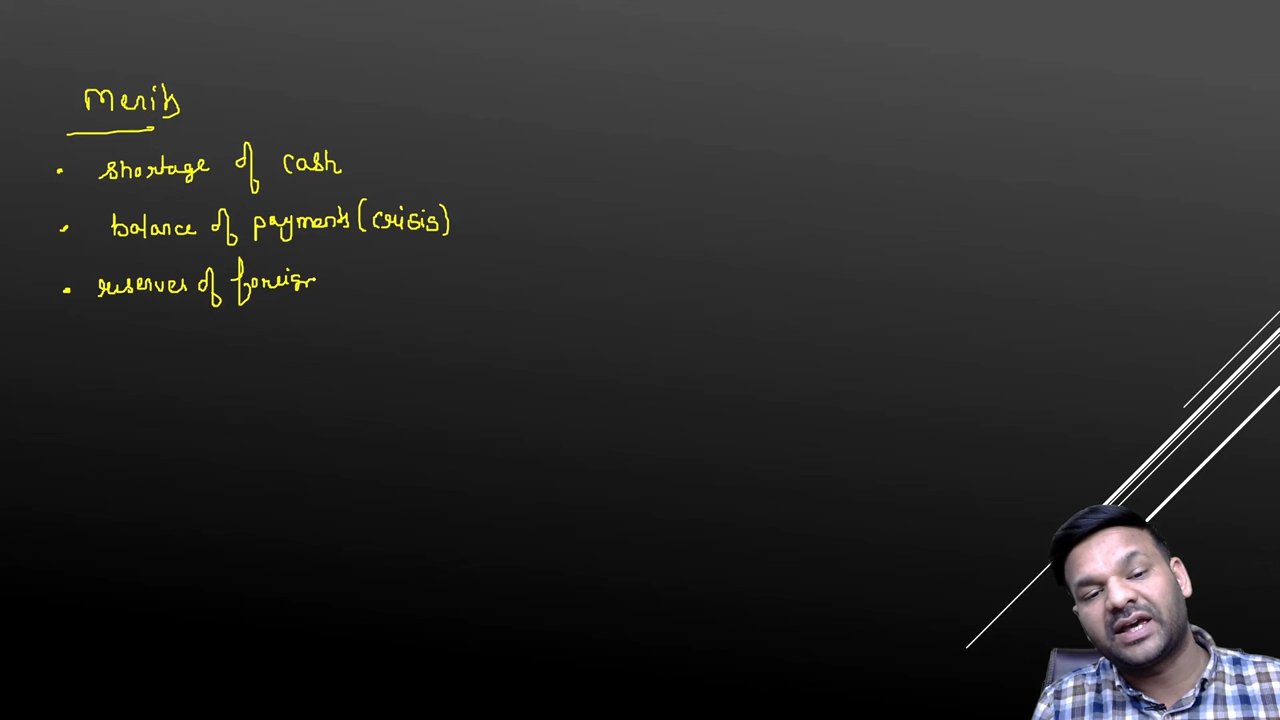 Merits
• shortage of cash
• balance of payments (crisis)
• reserves of foreign